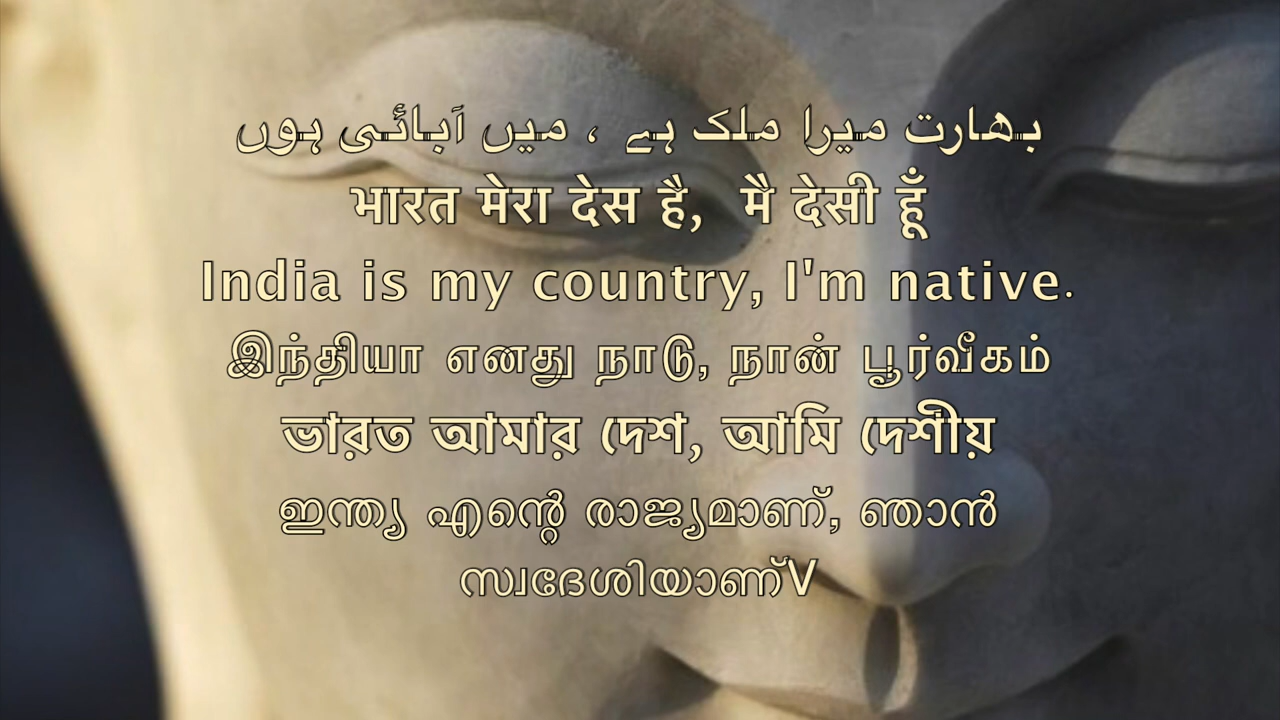 بھارت میرا ملک ہے ، میں آبائی ہوں
भारत मेरा देस है, मै देसी हूँ
India is my country, I'm native.
இந்தியா எனது நாடு, நான் பூர்வீகம்
ভারত আমার দেশ, আমি দেশীয়
ഇന്ത്യ എന്റെ രാജ്യമാണ്, ഞാൻ
സ്വദേശിയാണ്V